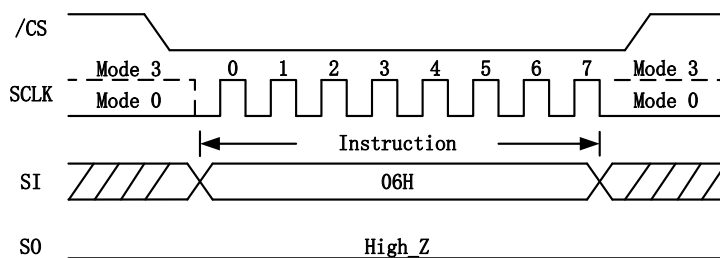 /CS
Mode 3 0 1 2 3 4 5 6 7 Mode 3
SCLK
Mode 0 Mode 0
Instruction
SI 06H
SO High_Z